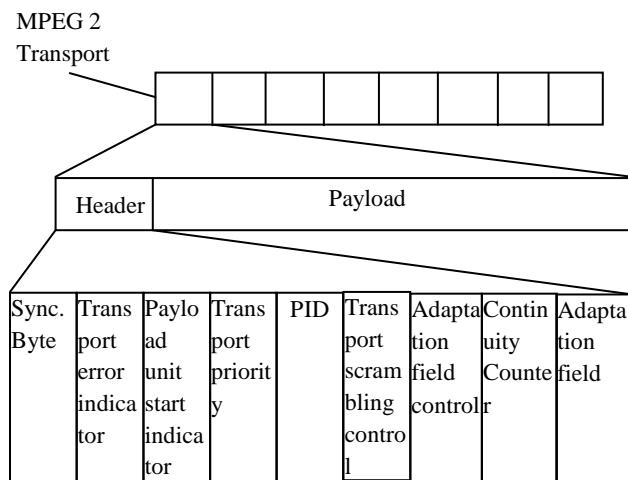 MPEG 2
Transport
Header
Payload
Sync.
Byte
Trans
port
error
indica
tor
Paylo
ad
unit
start
indica
tor
Trans
port
priorit
y
PID
Trans
port
scram
bling
contro
l
Adapta
tion
field
control
Contin
uity
Counte
r
Adapta
tion
field